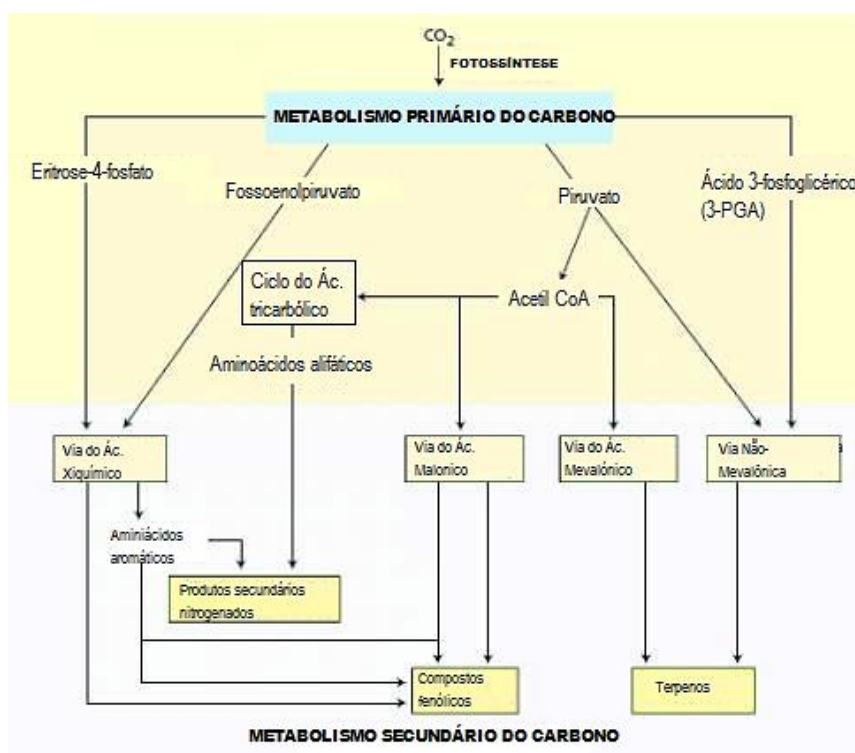 CO2
FOTOSSÍNTESE
METABOLISMO PRIMÁRIO DO CARBONO
Eritrose-4-fosfato
Fossoenolpiruvato
Piruvato
Ácido 3-fosfoglicérico
(3-PGA)
Ciclo do Ác.
tricarbólico
Acetil CoA
Aminoácidos alifáticos
Via do Ác.
Xiquímico
Via do Ác.
Malonico
Via do Ác.
Mevalónico
Via Não-
Mevalônica
Aminiácidos
aromáticos
Produtos secundários
nitrogenados
Compostos
fenólicos
Terpenos
METABOLISMO SECUNDÁRIO DO CARBONO